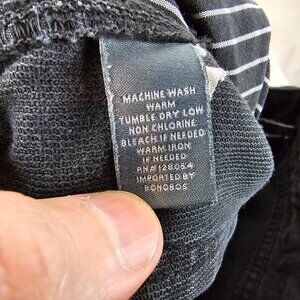 MACHINE WASH
WARM
TUMBLE DRY LOW
NON CHLORINE
BLEACH IF NEEDED
WARM IRON
IF NEEDED
RN# 128054
IMPORTED BY
BONOBOS